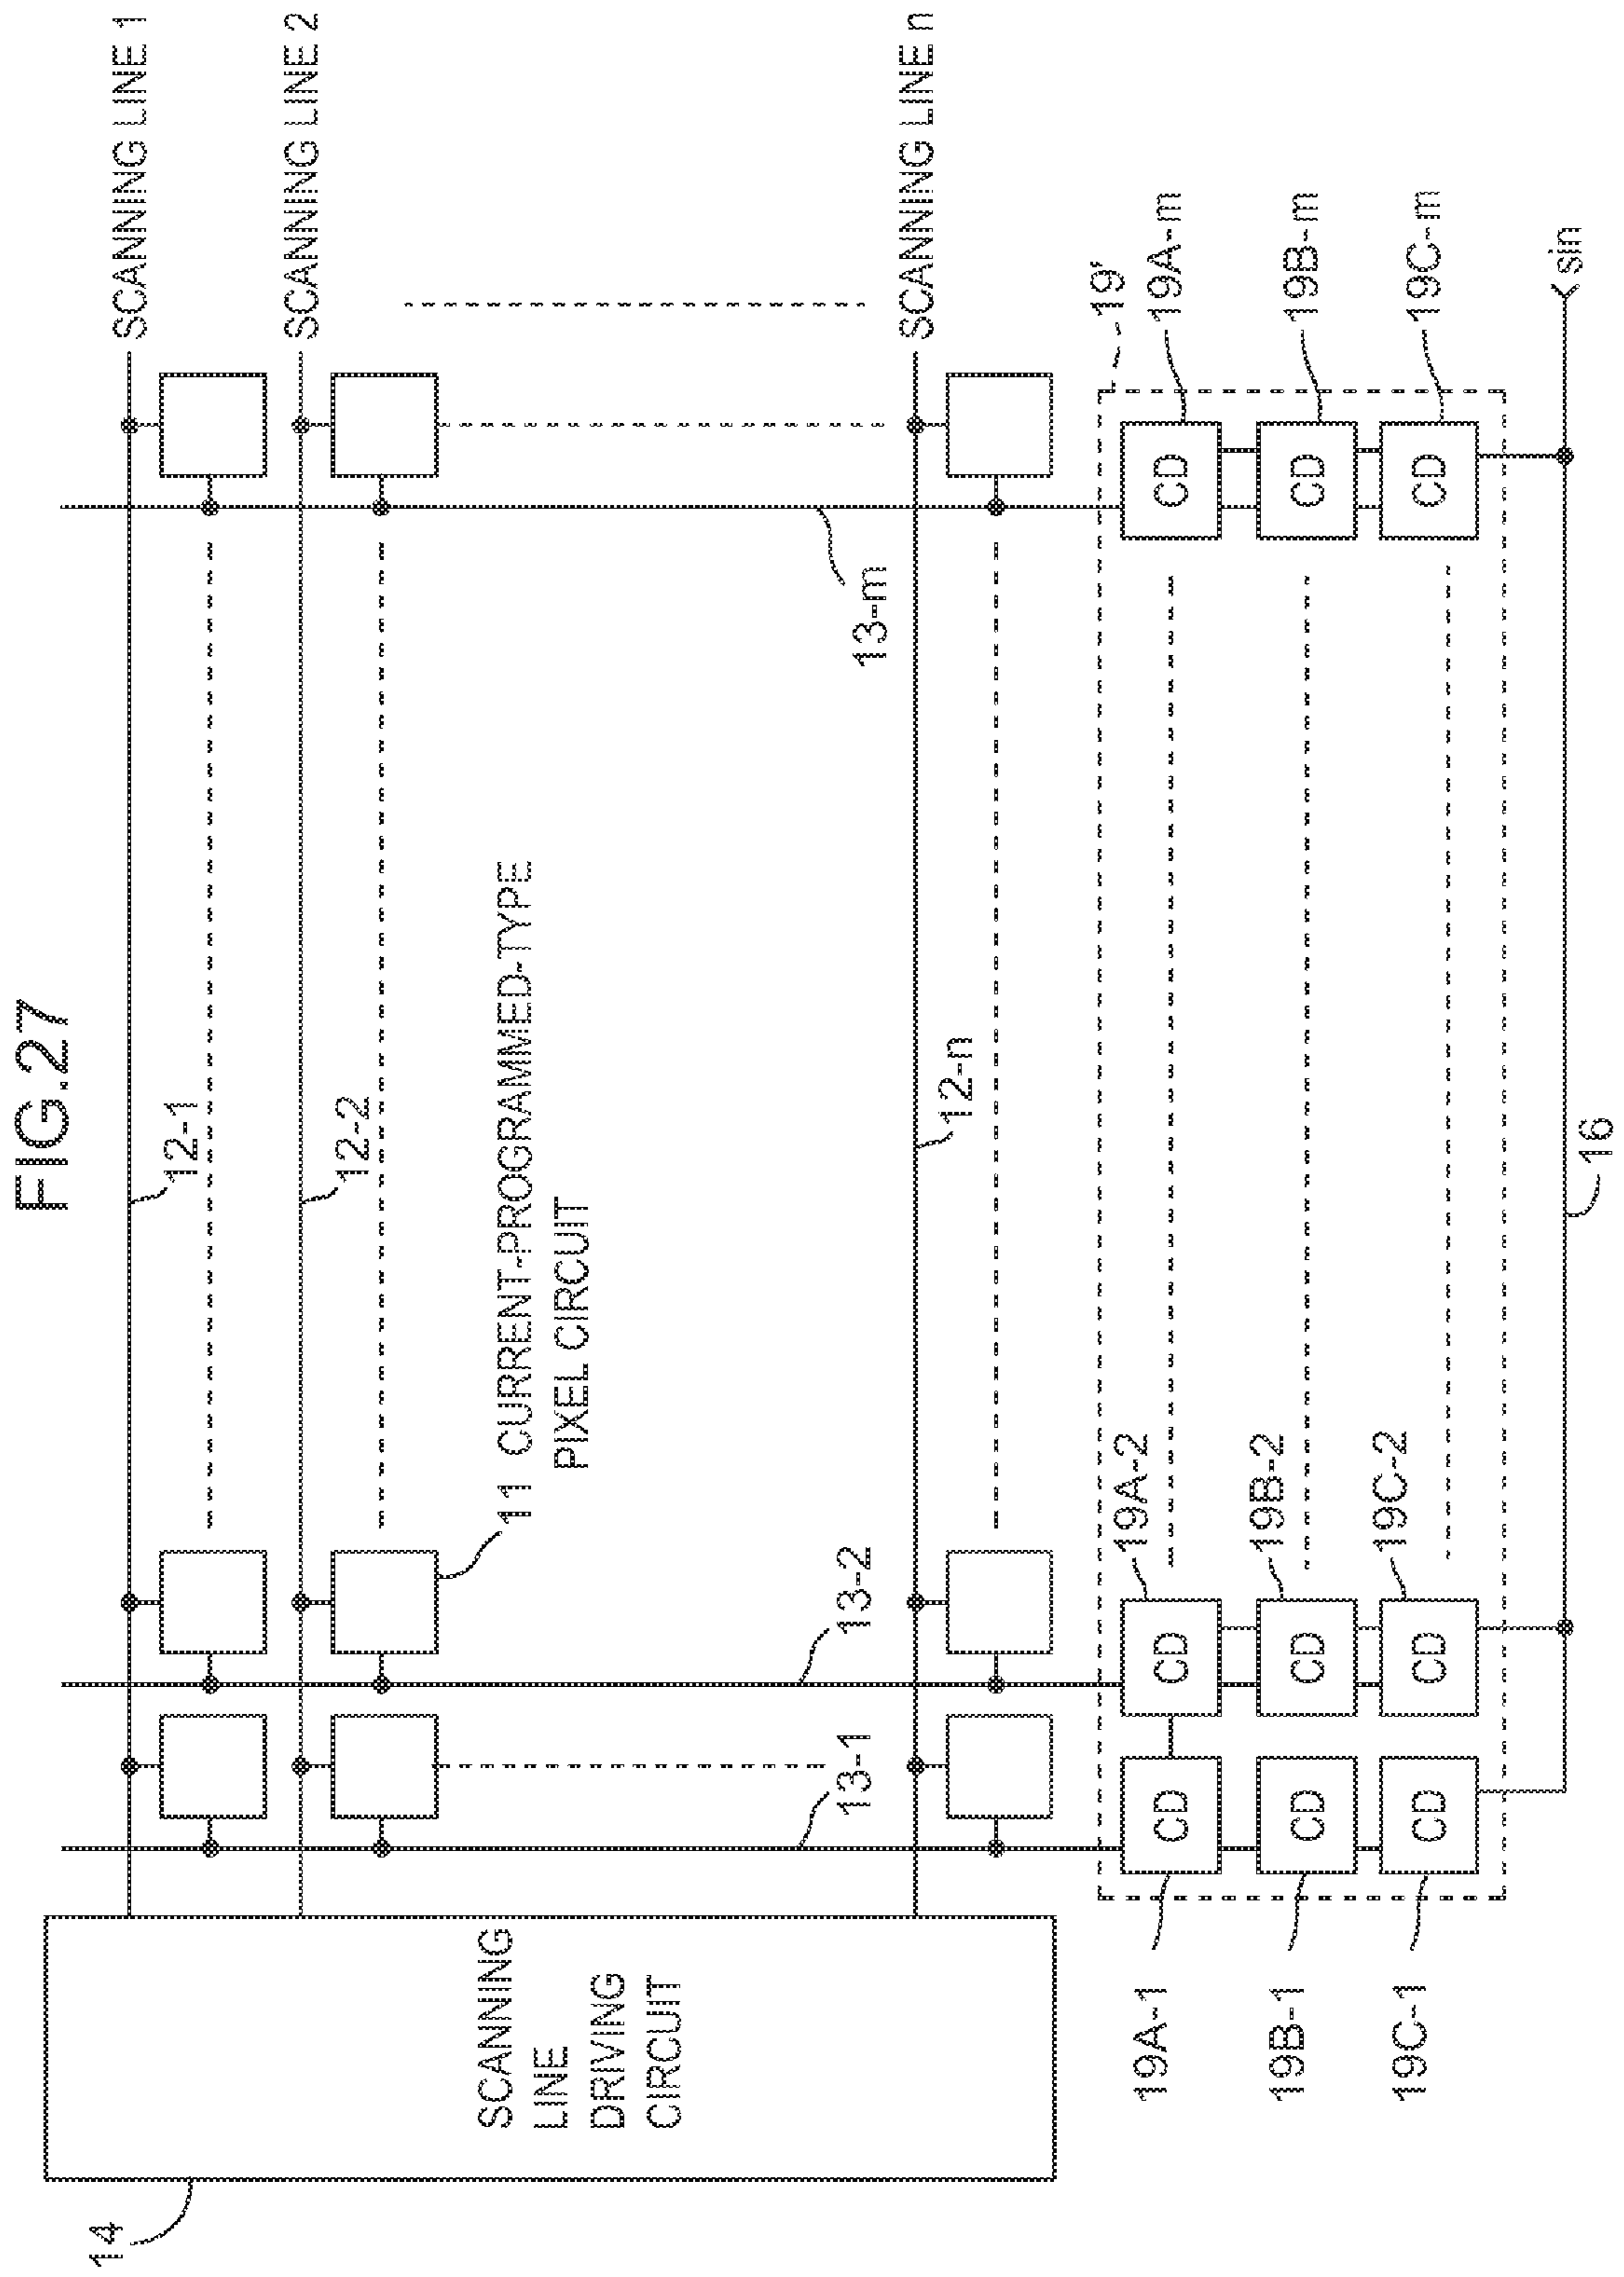 FIG.27
SCANNING LINE 1
12-1
SCANNING LINE 2
12-2
11 CURRENT-PROGRAMMED-TYPE
PIXEL CIRCUIT
14
SCANNING
LINE
DRIVING
CIRCUIT
13-1
13-2
13-m
SCANNING LINE n
12-n
19'
19A-1
CD
19A-2
CD
CD
19A-m
19B-1
CD
19B-2
CD
CD
19B-m
19C-1
CD
19C-2
CD
CD
19C-m
sin
16